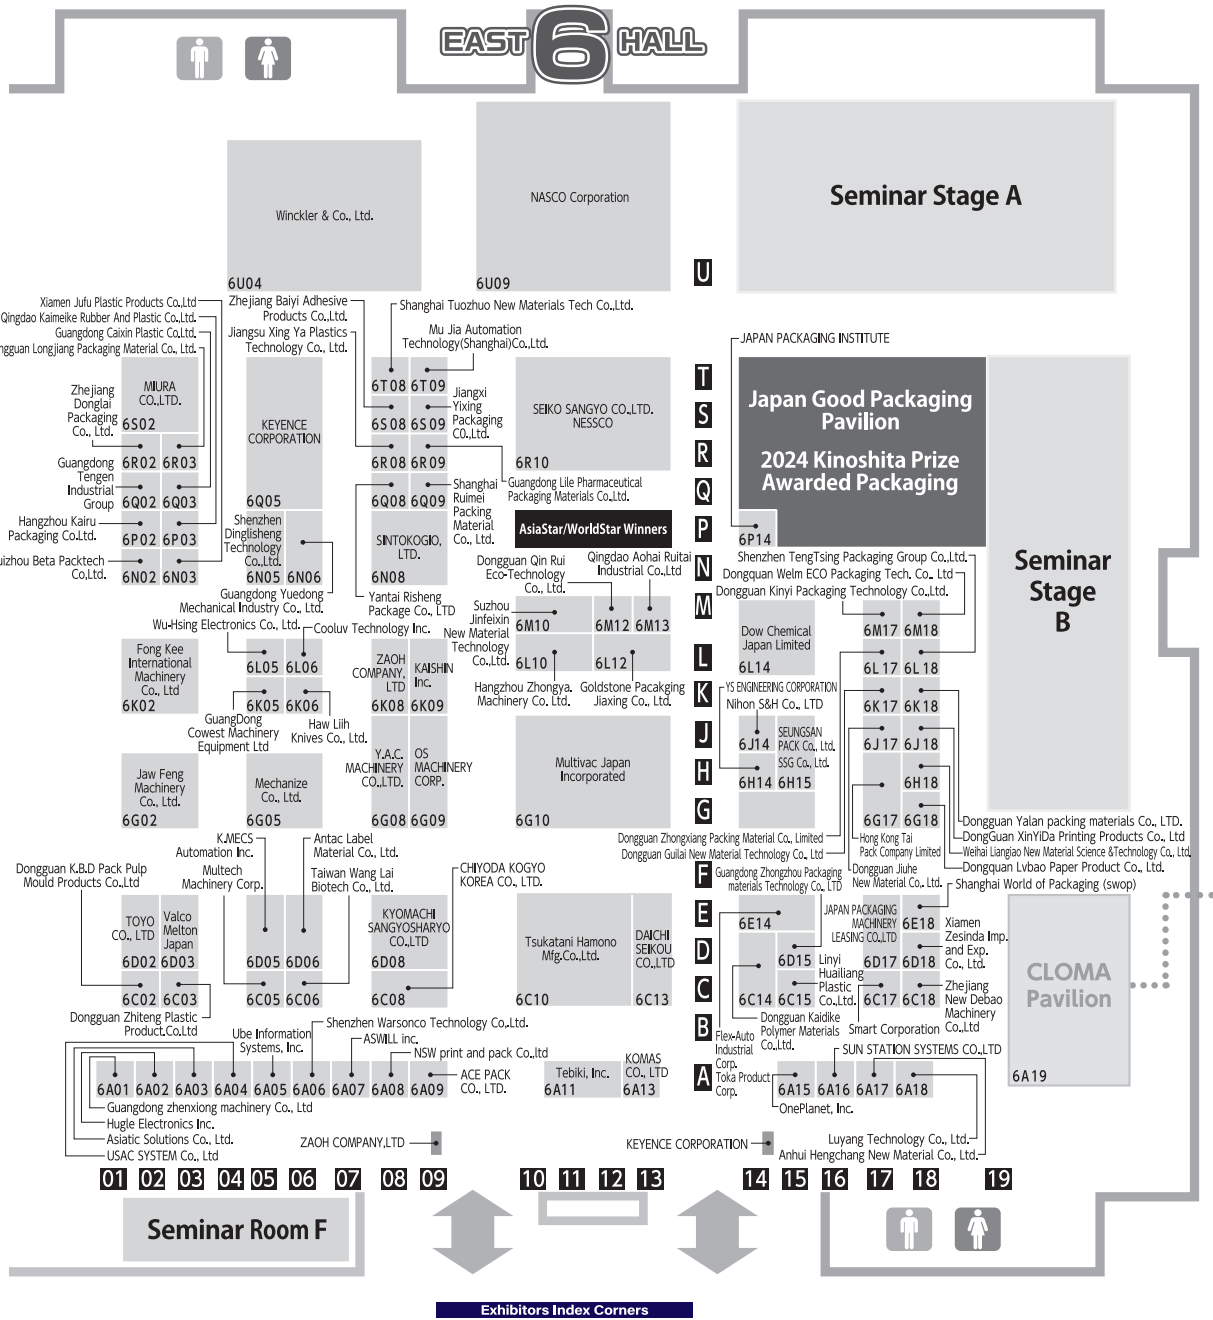 EAST 6 HALL
NASCO Corporation
6U09
Seminar Stage A
Winckler & Co., Ltd.
6U04
U
Xiamen Jufu Plastic Products Co.,Ltd
Qingdao Kaimeike Rubber And Plastic Co.,Ltd.
Guangdong Caixin Plastic Co.Ltd.
ngguan Longjiang Packaging Material Co., Ltd.
Zhejiang Baiyi Adhesive
Products Co.,Ltd.
Jiangsu Xing Ya Plastics
Technology Co., Ltd.
Shanghai Tuozhuo New Materials Tech Co.,Ltd.
Mu Jia Automation
Technology(Shanghai)Co.,Ltd.
JAPAN PACKAGING INSTITUTE
Zhejiang
Donglai
Packaging
Co., Ltd.
MIURA
CO.,LTD.
6S02
KEYENCE
CORPORATION
6Q05
6T08
6T09
6S08
6S09
Jiangxi
Yixing
Packaging
CO.,Ltd.
SEIKO SANGYO CO.,LTD.
NESSCO
6R10
T
S
R
Q
P
N
M
L
K
J
H
G
F
E
D
C
B
A
Japan Good Packaging
Pavilion
2024 Kinoshita Prize
Awarded Packaging
6P14
Seminar
Stage
B
Guangdong
Tengen
Industrial
Group
6R02
6R03
6Q02
6Q03
6R08
6R09
6Q08
6Q09
Guangdong Lile Pharmaceutical
Packaging Materials Co.,Ltd.
Shanghai
Ruimei
Packing
Material
Co., Ltd.
Hangzhou Kairu
Packaging Co.Ltd.
6P02
6P03
uizhou Beta Packtech
Co,Ltd.
6N02
6N03
Shenzhen
Dinglisheng
Technology
Co.,Ltd.
6N05
6N06
SINTOKOGIO,
LTD.
6N08
AsiaStar/WorldStar Winners
Dongguan Qin Rui
Eco-Technology
Co., Ltd.
Qingdao Aohai Ruitai
Industrial Co.,Ltd
Shenzhen TengTsing Packaging Group Co.,Ltd.
Dongquan Welm ECO Packaging Tech. Co., Ltd
Dongguan Kinyi Packaging Technology Co.,Ltd.
Guangdong Yuedong
Mechanical Industry Co., Ltd.
Yantai Risheng
Package Co., LTD
Suzhou
Jinfeixin
New Material
Technology
Co.,Ltd.
6M10
6M12
6M13
6L10
6L12
Dow Chemical
Japan Limited
6L14
6M17
6M18
6L17
6L18
Wu-Hsing Electronics Co., Ltd.
Cooluv Technology Inc.
Fong Kee
International
Machinery
Co., Ltd
6K02
6L05
6L06
6K05
6K06
ZAOH
COMPANY,
LTD
6K08
KAISHIN
Inc.
6K09
Hangzhou Zhongya.
Machinery Co. Ltd.
Goldstone Pacakging
Jiaxing Co., Ltd.
YS ENGINEERING CORPORATION
Nihon S&H Co., LTD
6K17
6K18
GuangDong
Cowest Machinery
Equipment Ltd
Haw Liih
Knives Co., Ltd.
6J14
SEUNGSAN
PACK Co., Ltd.
SSG Co., Ltd.
6H14
6H15
6J17
6J18
6H18
6G17
6G18
Jaw Feng
Machinery
Co., Ltd.
6G02
Mechanize
Co., Ltd.
6G05
Y.A.C.
MACHINERY
CO.,LTD.
6G08
OS
MACHINERY
CORP.
6G09
Multivac Japan
Incorporated
6G10
Dongguan Yalan packing materials Co., LTD.
DongGuan XinYiDa Printing Products Co., Ltd
Weihai Liangiao New Material Science &Technology Co., Ltd.
Dongquan Lvbao Paper Product Co., Ltd.
Shanghai World of Packaging (swop)
Dongguan Zhongxiang Packing Material Co., Limited
Dongguan Guilai New Material Technology Co., Ltd
Hong Kong Tai
Pack Company Limited
Guangdong Zhongzhou Packaging
materials Technology Co., LTD
Dongguan Jiuhe
New Material Co., Ltd.
K.MECS
Automation Inc.
Antac Label
Material Co., Ltd.
Dongguan K.B.D Pack Pulp
Mould Products Co.,Ltd
Multech
Machinery Corp.
Taiwan Wang Lai
Biotech Co., Ltd.
CHIYODA KOGYO
KOREA CO., LTD.
TOYO
CO., LTD
6D02
Valco
Melton
Japan
6D03
6D05
6D06
KYOMACHI
SANGYOSHARYO
CO.,LTD
6D08
6C02
6C03
6C05
6C06
6C08
Tsukatani Hamono
Mfg.Co.,Ltd.
6C10
DAICHI
SEIKOU
CO.,LTD
6C13
6E14
6D15
6C14
6C15
JAPAN PACKAGING
MACHINERY
LEASING CO.,LTD
6D17
6E18
6D18
6C17
6C18
Linyi
Huailiang
Plastic
Co.,Ltd.
Xiamen
Zesinda Imp.
and Exp.
Co., Ltd.
Zhejiang
New Debao
Machinery
Co.,Ltd
CLOMA
Pavilion
6A19
Dongguan Zhiteng Plastic
Product.Co.Ltd
Ube Information
Systems, Inc.
Shenzhen Warsonco Technology Co.,Ltd.
ASWILL inc.
NSW print and pack Co.,ltd
Flex-Auto
Industrial
Corp.
Toka Product
Corp.
Dongguan Kaidike
Polymer Materials
Co.,Ltd.
Smart Corporation
SUN STATION SYSTEMS CO.,LTD
6A01
6A02
6A03
6A04
6A05
6A06
6A07
6A08
6A09
ACE PACK
CO., LTD.
Tebiki, Inc.
6A11
KOMAS
CO., LTD
6A13
6A15
6A16
6A17
6A18
Guangdong zhenxiong machinery Co., Ltd
Hugle Electronics Inc.
Asiatic Solutions Co., Ltd.
USAC SYSTEM Co., Ltd
OnePlanet, Inc.
Luyang Technology Co., Ltd.
Anhui Hengchang New Material Co., Ltd.
ZAOH COMPANY,LTD
KEYENCE CORPORATION
01 02 03 04 05 06 07 08 09 10 11 12 13 14 15 16 17 18 19
Seminar Room F
Exhibitors Index Corners